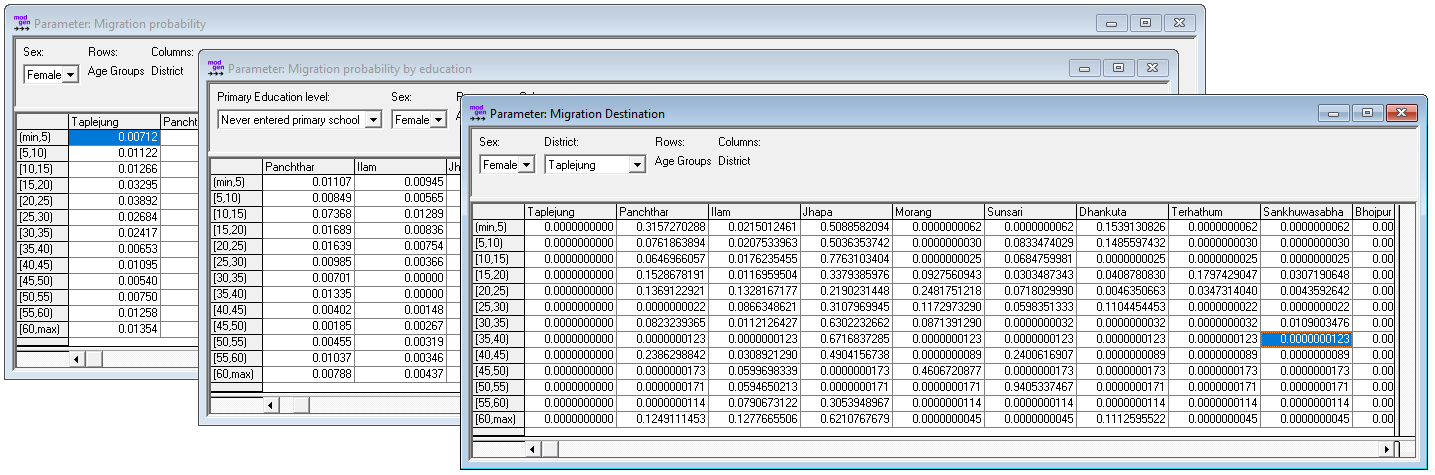 mod gen Parameter: Migration probability
Sex: Rows: Columns:
Female Age Groups District
Taplejung Panchth
(min,5) 0.00712
[5,10) 0.01122
[10,15) 0.01266
[15,20) 0.03295
[20,25) 0.03892
[25,30) 0.02684
[30,35) 0.02417
[35,40) 0.00653
[40,45) 0.01095
[45,50) 0.00540
[50,55) 0.00750
[55,60) 0.01258
[60,max) 0.01354
mod gen Parameter: Migration probability by education
Primary Education level: Sex:
Never entered primary school Female
Panchthar Ilam Jh
(min,5) 0.01107 0.00945
[5,10) 0.00849 0.00565
[10,15) 0.07368 0.01289
[15,20) 0.01689 0.00836
[20,25) 0.01639 0.00754
[25,30) 0.00985 0.00366
[30,35) 0.00701 0.00000
[35,40) 0.01335 0.00000
[40,45) 0.00402 0.00148
[45,50) 0.00185 0.00267
[50,55) 0.00455 0.00319
[55,60) 0.01037 0.00346
[60,max) 0.00788 0.00437
mod gen Parameter: Migration Destination
Sex: District: Rows: Columns:
Female Taplejung Age Groups District
Taplejung Panchthar Ilam Jhapa Morang Sunsari Dhankuta Terhathum Sankhuwasabha Bhojpur
(min,5) 0.0000000000 0.3157270288 0.0215012461 0.5088582094 0.0000000062 0.0000000062 0.1539130826 0.0000000062 0.0000000062 0.00
[5,10) 0.0000000000 0.0761863894 0.0207533963 0.5036353742 0.0000000030 0.0833474029 0.1485597432 0.0000000030 0.0000000030 0.00
[10,15) 0.0000000000 0.0646966057 0.0176235455 0.7763103404 0.0000000025 0.0684759981 0.0000000025 0.0000000025 0.0000000025 0.00
[15,20) 0.0000000000 0.1528678191 0.0116959504 0.3379385976 0.0927560943 0.0303487343 0.0408780830 0.1797429047 0.0307190648 0.00
[20,25) 0.0000000000 0.1369122921 0.1328167177 0.2190231448 0.2481751218 0.0718029990 0.0046350663 0.0347314040 0.0043592642 0.00
[25,30) 0.0000000000 0.0000000022 0.0866348621 0.3107969945 0.1172973290 0.0598351333 0.1104454453 0.0000000022 0.0000000022 0.00
[30,35) 0.0000000000 0.0823239365 0.0112126427 0.6302232662 0.0871391290 0.0000000032 0.0000000032 0.0000000032 0.0109003476 0.00
[35,40) 0.0000000000 0.0000000123 0.0000000123 0.6716837285 0.0000000123 0.0000000123 0.0000000123 0.0000000123 0.0000000123 0.00
[40,45) 0.0000000000 0.2386298842 0.0308921290 0.4904156738 0.0000000089 0.2400616907 0.0000000089 0.0000000089 0.0000000089 0.00
[45,50) 0.0000000000 0.0000000173 0.0599698339 0.0000000173 0.4606720877 0.0000000173 0.0000000173 0.0000000173 0.0000000173 0.00
[50,55) 0.0000000000 0.0000000171 0.0594650213 0.0000000171 0.0000000171 0.9405337467 0.0000000171 0.0000000171 0.0000000171 0.00
[55,60) 0.0000000000 0.0000000114 0.0790673122 0.3053948967 0.0000000114 0.0000000114 0.0000000114 0.0000000114 0.0000000114 0.00
[60,max) 0.0000000000 0.1249111453 0.1277665506 0.6210767679 0.0000000045 0.0000000045 0.1112595522 0.0000000045 0.0000000045 0.00